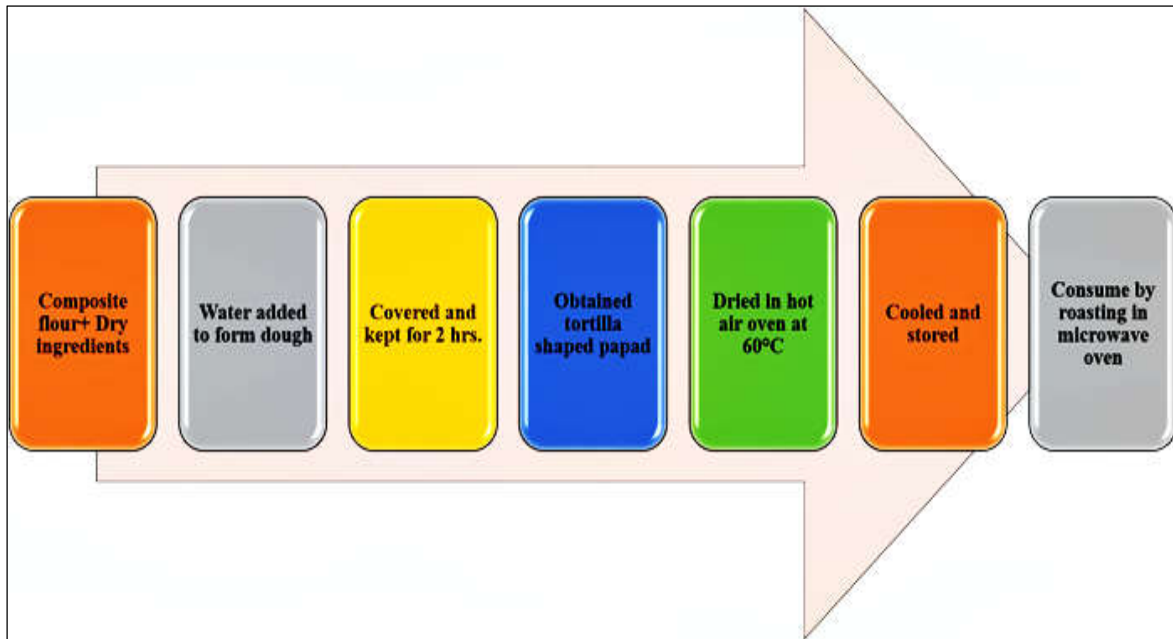 Composite
flour+ Dry
ingredients
Water added
to form dough
Covered and
kept for 2 hrs.
Obtained
tortilla
shaped papad
Dried in hot
air oven at
60°C
Cooled and
stored
Consume by
roasting in
microwave
oven